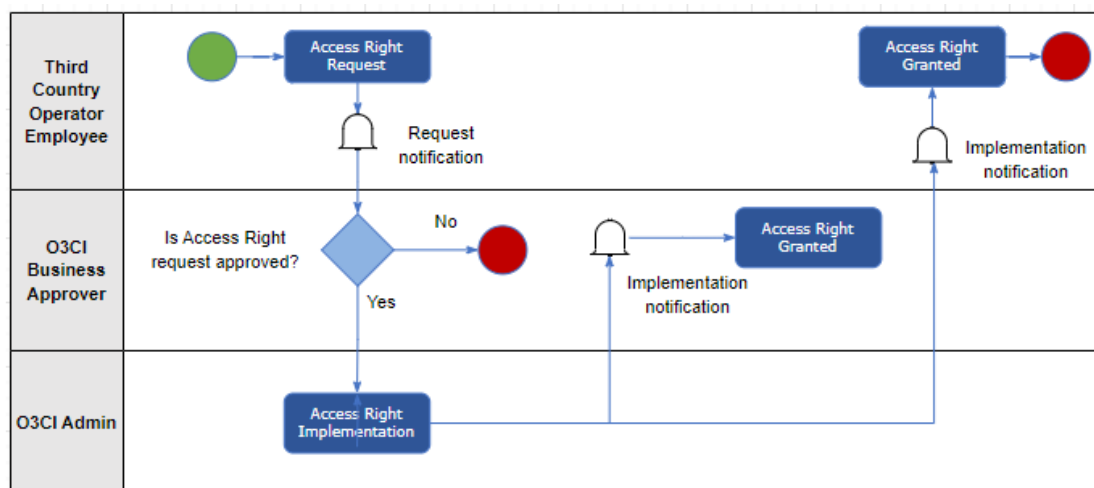 Third
Country
Operator
Employee
Access Right
Request
Request
notification
Access Right
Granted
Implementation
notification
O3CI
Business
Approver
Is Access Right
request approved?
No
Yes
Implementation
notification
Access Right
Granted
O3CI Admin
Access Right
Implementation